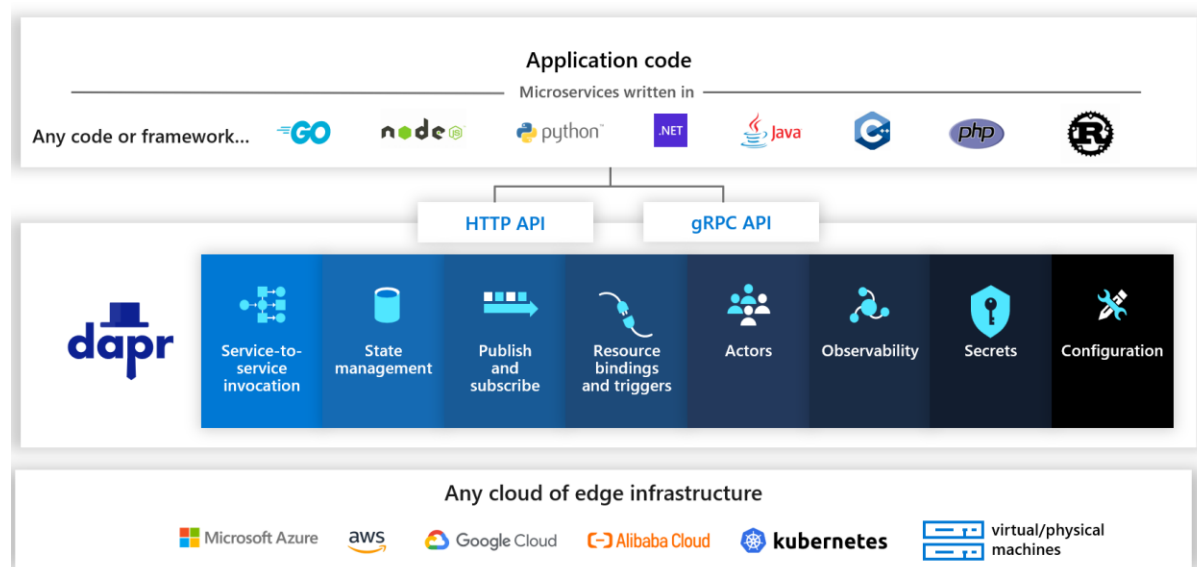 Application code
Microservices written in
Any code or framework...
GO
node JS
python™
.NET
Java
C++
php
R
HTTP API
gRPC API
dapr
Service-to-
service
invocation
State
management
Publish
and
subscribe
Resource
bindings
and triggers
Actors
Observability
Secrets
Configuration
Any cloud of edge infrastructure
Microsoft Azure
aws
Google Cloud
Alibaba Cloud
kubernetes
virtual/physical
machines